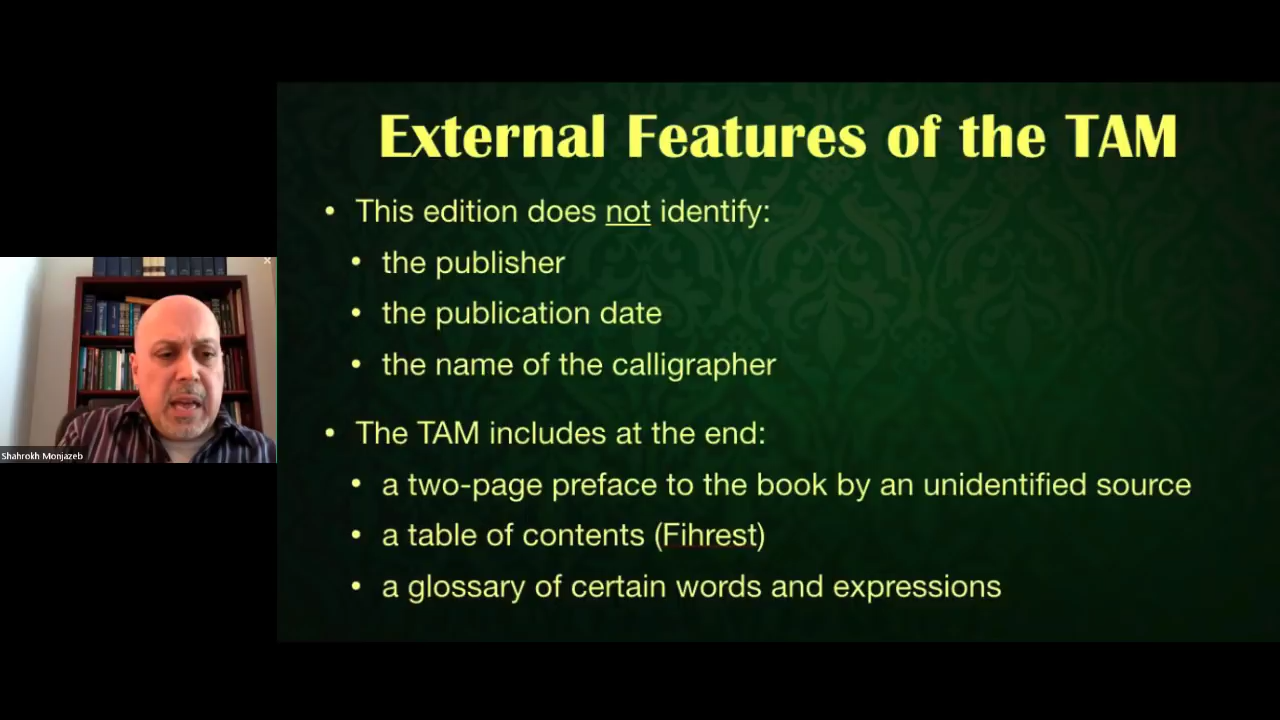 External Features of the TAM
• This edition does not identify:
• the publisher
• the publication date
• the name of the calligrapher
• The TAM includes at the end:
• a two-page preface to the book by an unidentified source
• a table of contents (Fihrest)
• a glossary of certain words and expressions
Shahrokh Monjazeb